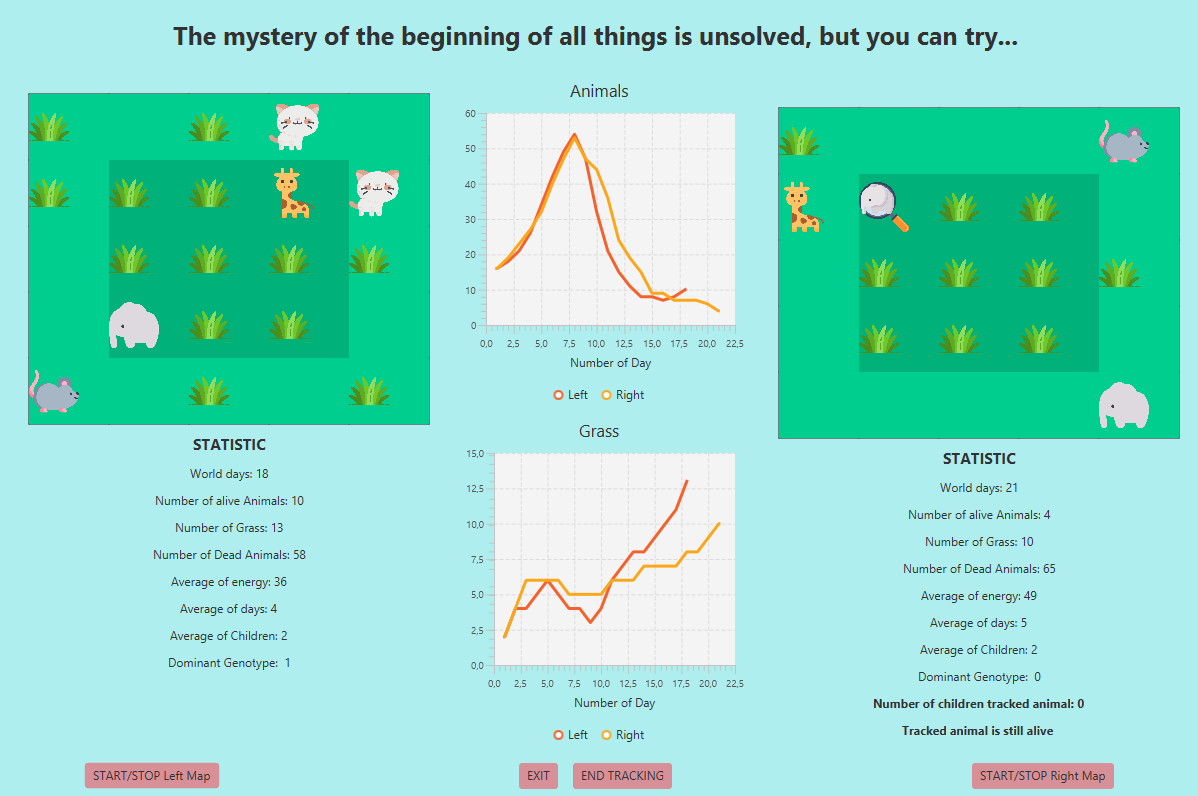 The mystery of the beginning of all things is unsolved, but you can try...
STATISTIC
World days: 18
Number of alive Animals: 10
Number of Grass: 13
Number of Dead Animals: 58
Average of energy: 36
Average of days: 4
Average of Children: 2
Dominant Genotype: 1
START/STOP Left Map
Animals
60
50
40
30
20
10
0
0,0 2,5 5,0 7,5 10,0 12,5 15,0 17,5 20,0 22,5
Number of Day
Left Right
Grass
15,0
12,5
10,0
7,5
5,0
2,5
0,0
0,0 2,5 5,0 7,5 10,0 12,5 15,0 17,5 20,0 22,5
Number of Day
Left Right
EXIT END TRACKING
STATISTIC
World days: 21
Number of alive Animals: 4
Number of Grass: 10
Number of Dead Animals: 65
Average of energy: 49
Average of days: 5
Average of Children: 2
Dominant Genotype: 0
Number of children tracked animal: 0
Tracked animal is still alive
START/STOP Right Map